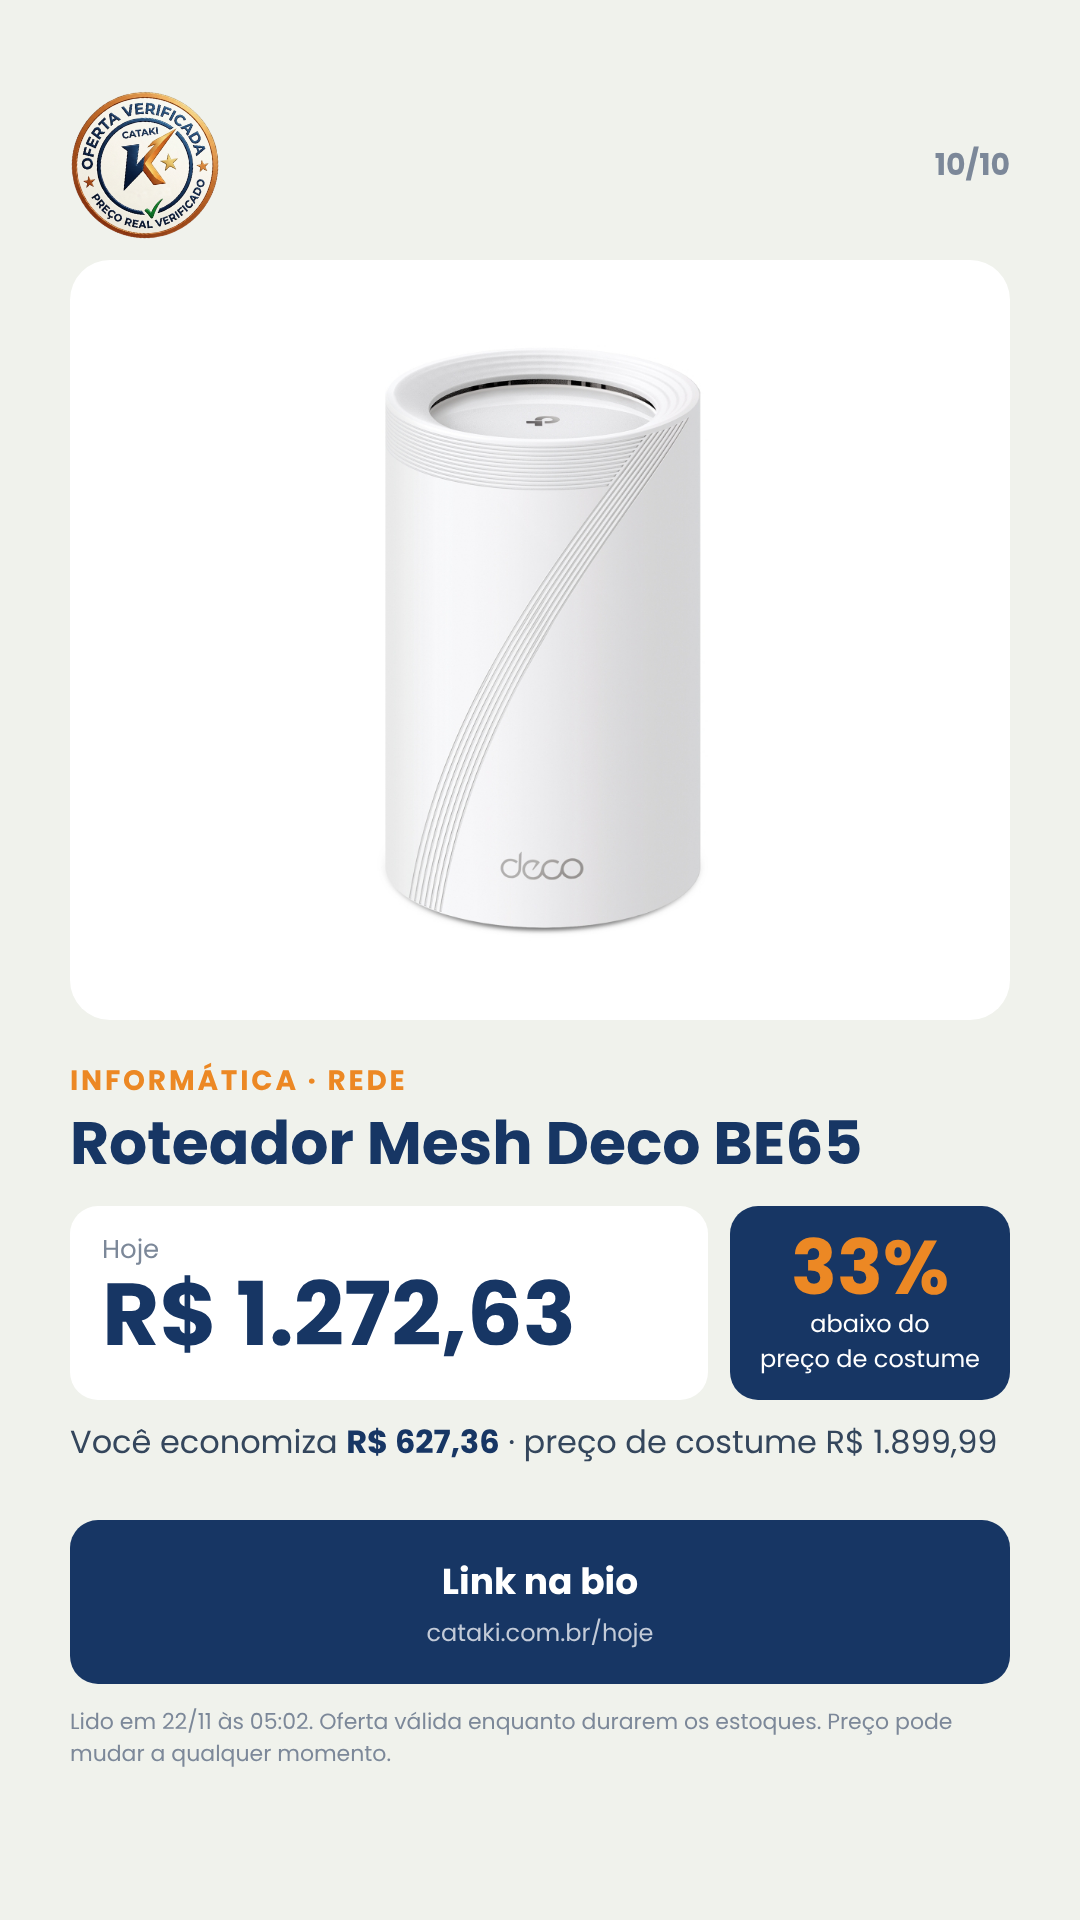 OFERTA VERIFICADA
CATAKI
K
PREÇO REAL VERIFICADO
10/10
deco
INFORMÁTICA · REDE
Roteador Mesh Deco BE65
Hoje
R$ 1.272,63
33%
abaixo do
preço de costume
Você economiza R$ 627,36 · preço de costume R$ 1.899,99
Link na bio
cataki.com.br/hoje
Lido em 22/11 às 05:02. Oferta válida enquanto durarem os estoques. Preço pode
mudar a qualquer momento.